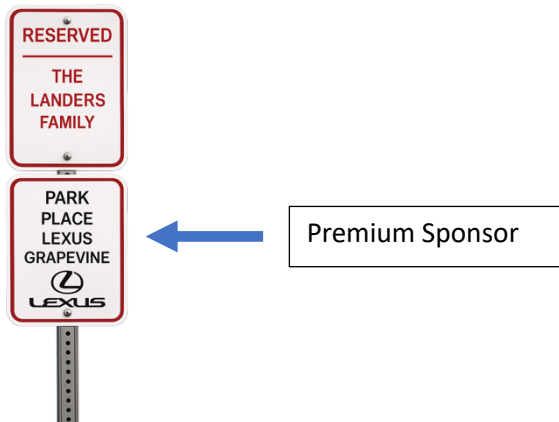 RESERVED
THE
LANDERS
FAMILY
PARK
PLACE
LEXUS
GRAPEVINE
LEXUS
Premium Sponsor